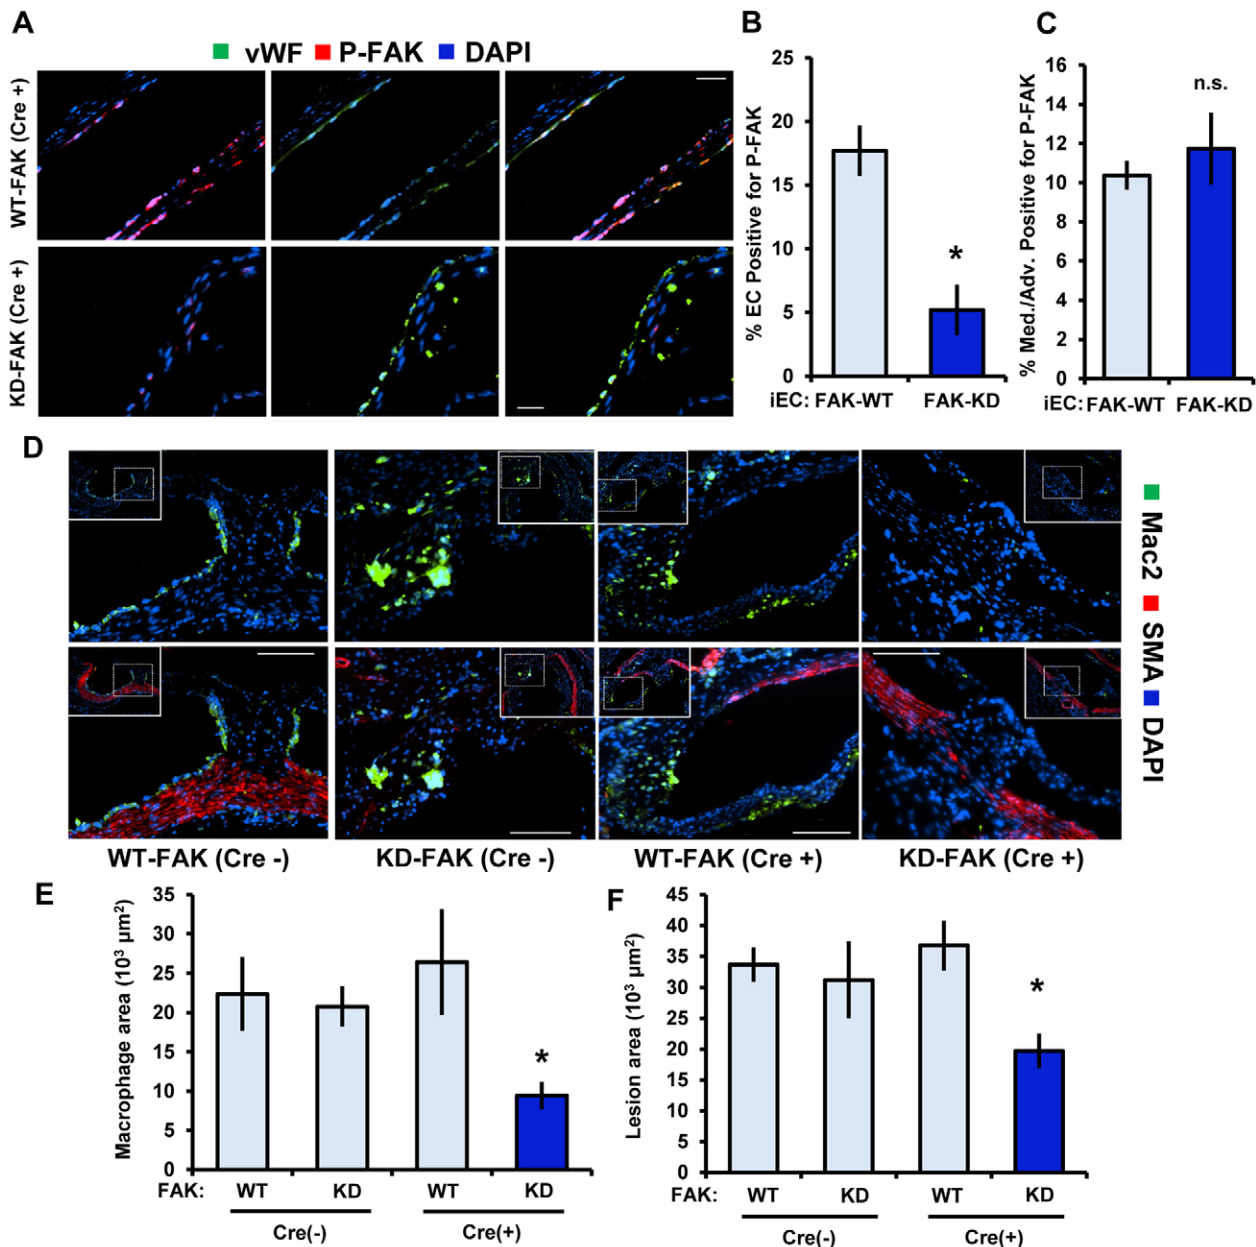 A
vWF P-FAK DAPI
WT-FAK (Cre +)
KD-FAK (Cre +)
B
% EC Positive for P-FAK
25
20
15
10
5
0
*
iEC: FAK-WT FAK-KD
C
% Med./Adv. Positive for P-FAK
16
14
12
10
8
6
4
2
0
n.s.
iEC: FAK-WT FAK-KD
D
Mac2 SMA DAPI
WT-FAK (Cre -) KD-FAK (Cre -) WT-FAK (Cre +) KD-FAK (Cre +)
E
Macrophage area (10³ µm²)
35
30
25
20
15
10
5
0
*
FAK: WT KD WT KD
Cre(-) Cre(+)
F
Lesion area (10³ µm²)
45
40
35
30
25
20
15
10
5
0
*
FAK: WT KD WT KD
Cre(-) Cre(+)